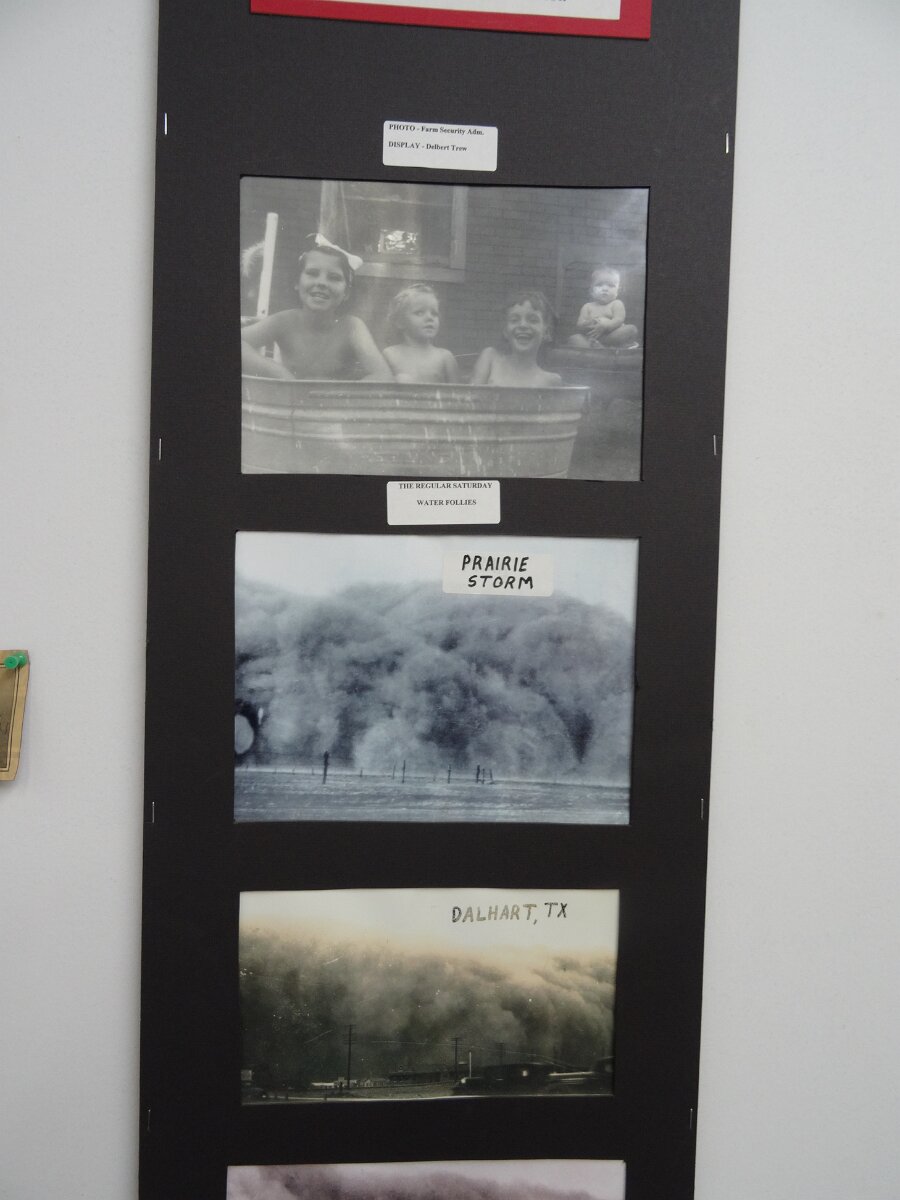 PHOTO - Farm Security Adm.
DISPLAY - Delbert Trew
THE REGULAR SATURDAY
WATER FOLLIES
PRAIRIE
STORM
DALHART, TX